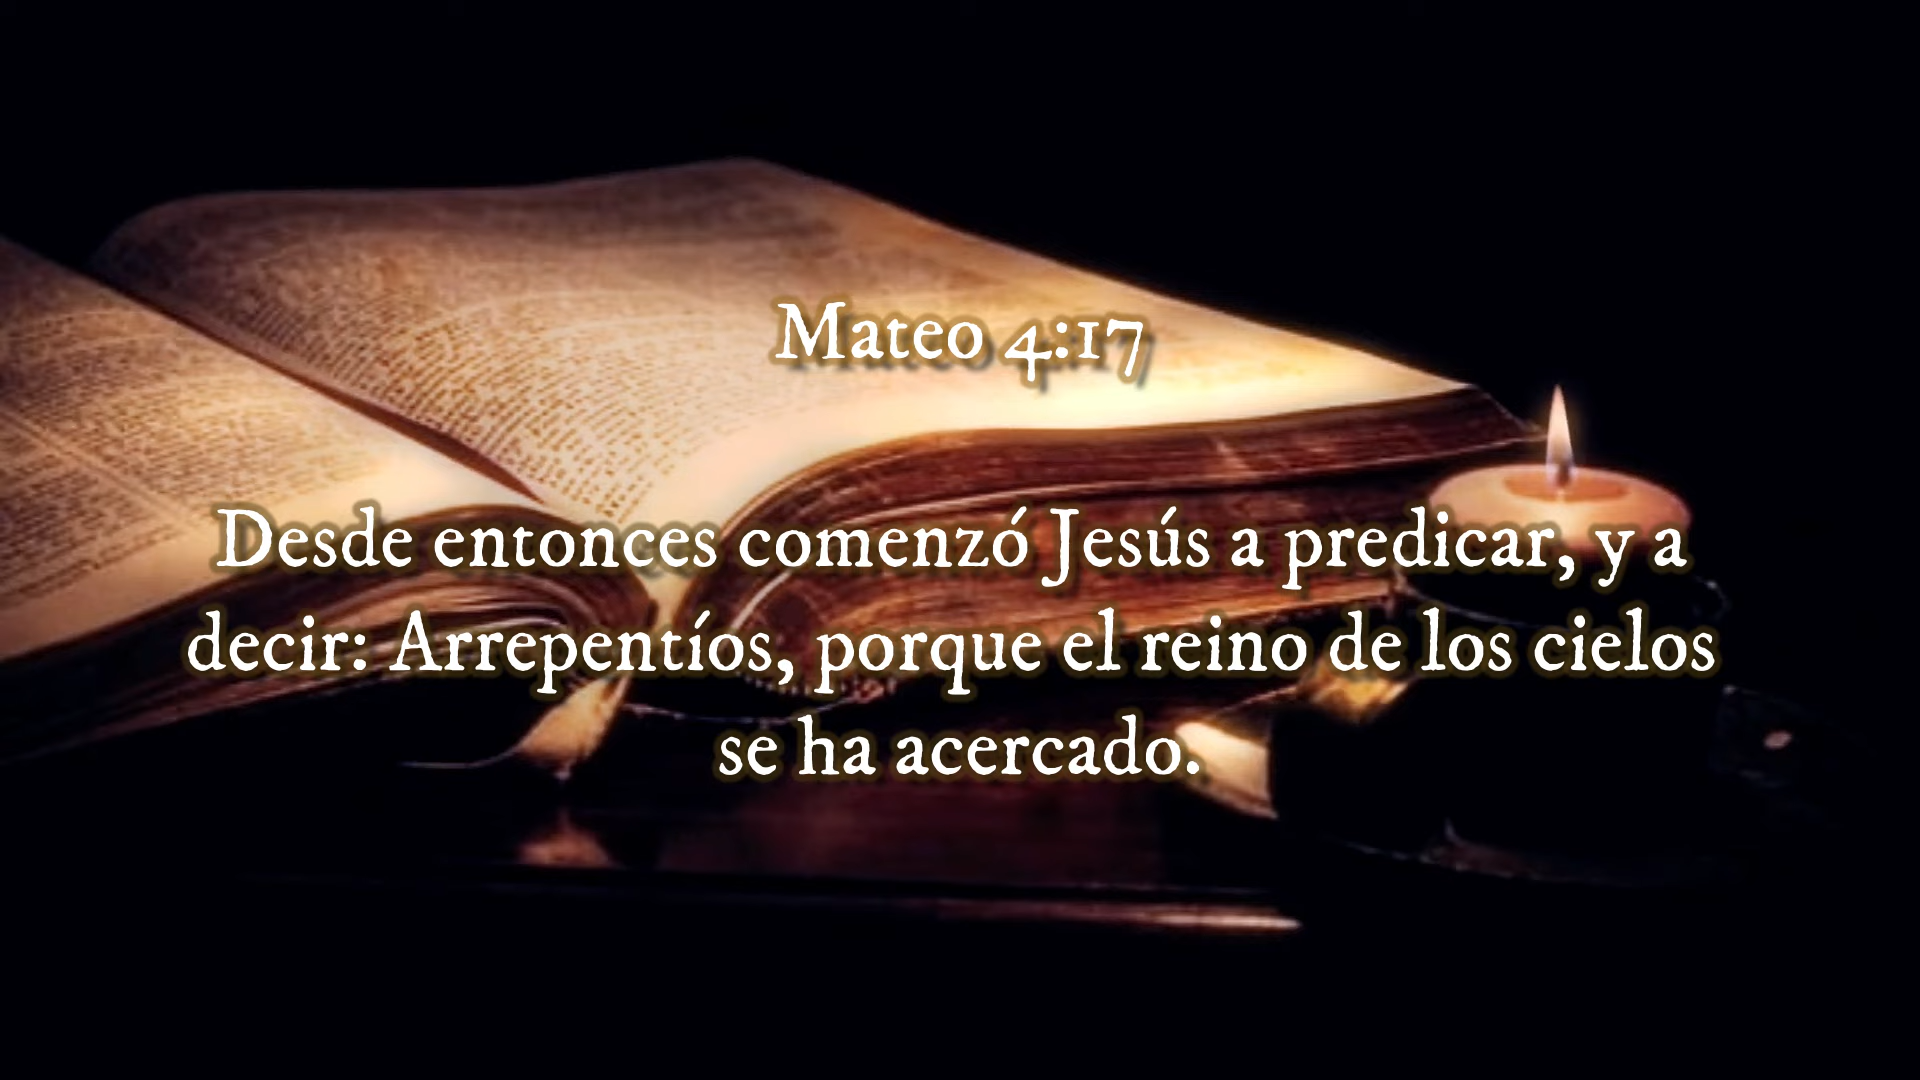 Mateo 4:17
Desde entonces comenzó Jesús a predicar, y a
decir: Arrepentíos, porque el reino de los cielos
se ha acercado.